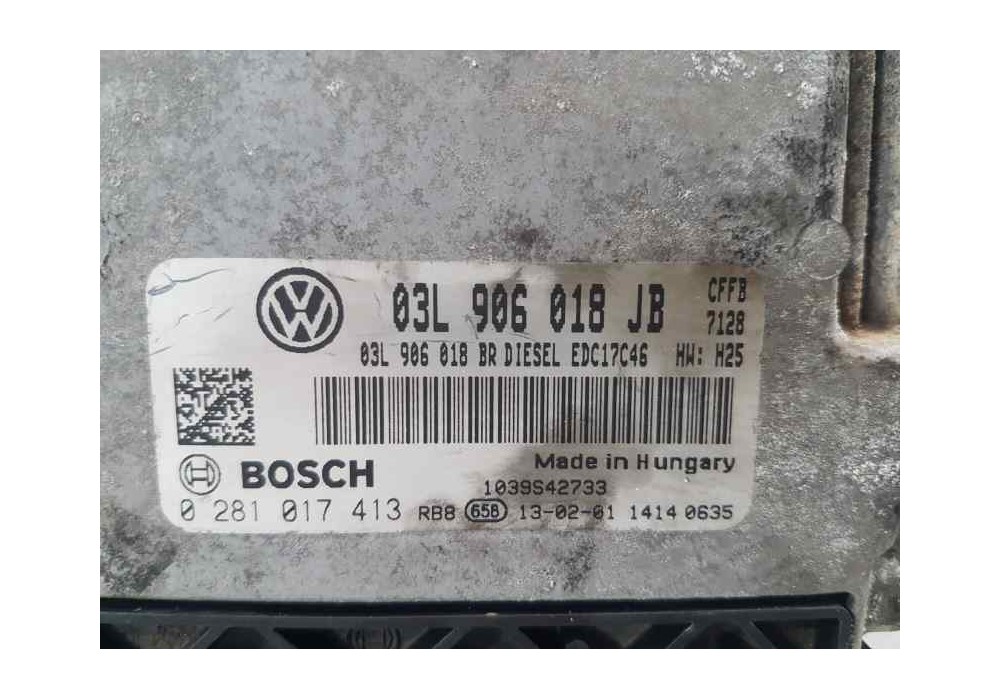 03L 906 018 JB CFFB
7128
03L 906 018 BR DIESEL EDC17C46 HW: H25
Made in Hungary
BOSCH
1039S42733
0 281 017 413 RB8 658 13-02-01 1414 0635